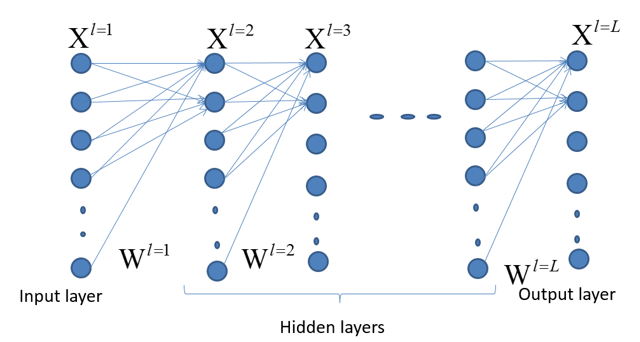 X^{l=1} X^{l=2} X^{l=3} X^{l=L}
W^{l=1} W^{l=2} W^{l=L}
Input layer Output layer
Hidden layers